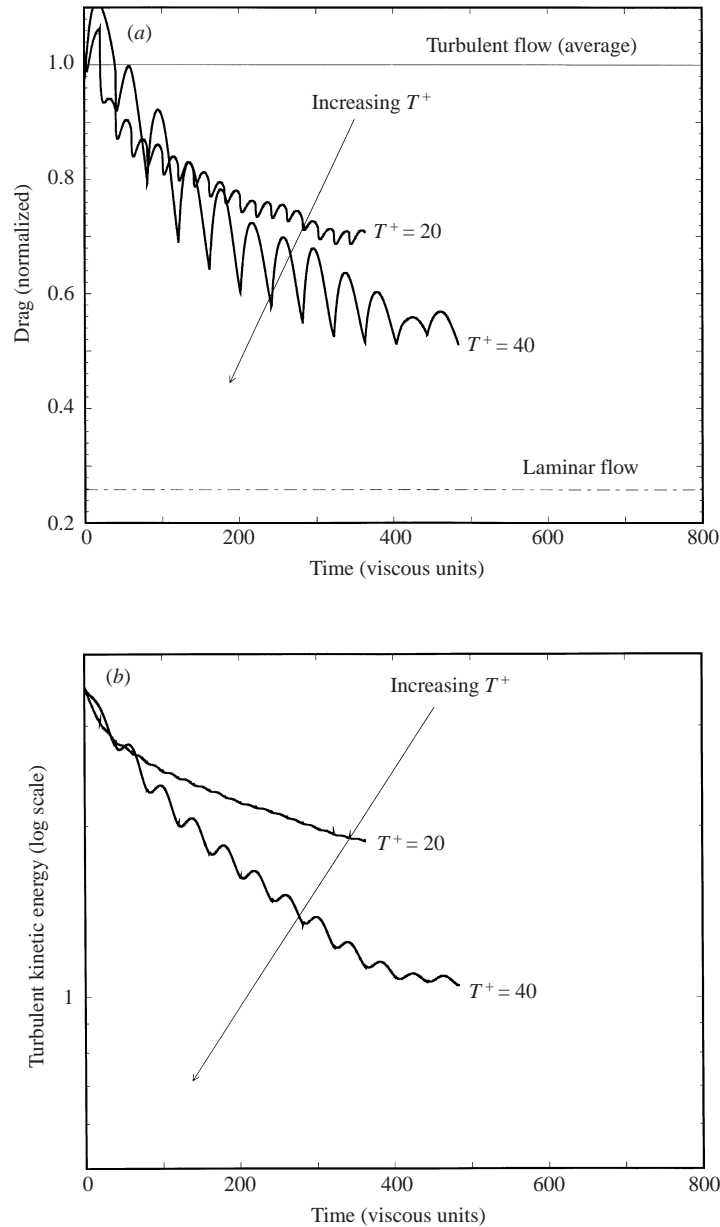 (a)
Turbulent flow (average)
Increasing T⁺
T⁺ = 20
T⁺ = 40
Laminar flow
Drag (normalized)
1.0
0.8
0.6
0.4
0.2
0 200 400 600 800
Time (viscous units)
(b)
Increasing T⁺
T⁺ = 20
T⁺ = 40
Turbulent kinetic energy (log scale)
1
0 200 400 600 800
Time (viscous units)